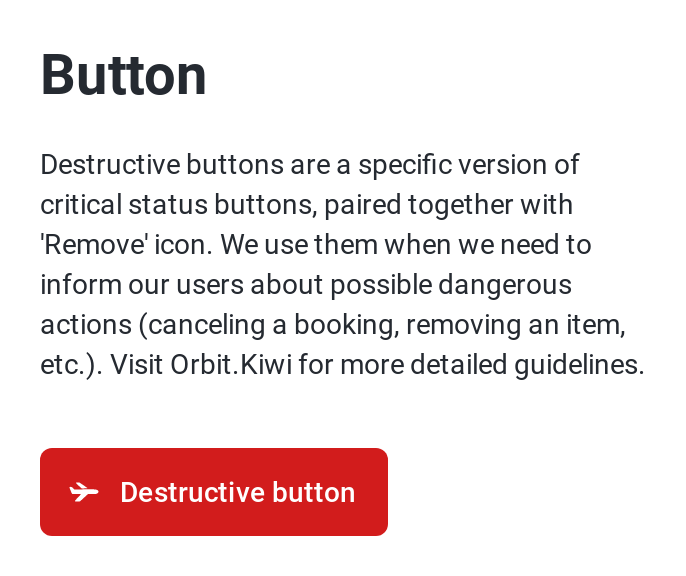 Button
Destructive buttons are a specific version of
critical status buttons, paired together with
'Remove' icon. We use them when we need to
inform our users about possible dangerous
actions (canceling a booking, removing an item,
etc.). Visit Orbit.Kiwi for more detailed guidelines.
Destructive button